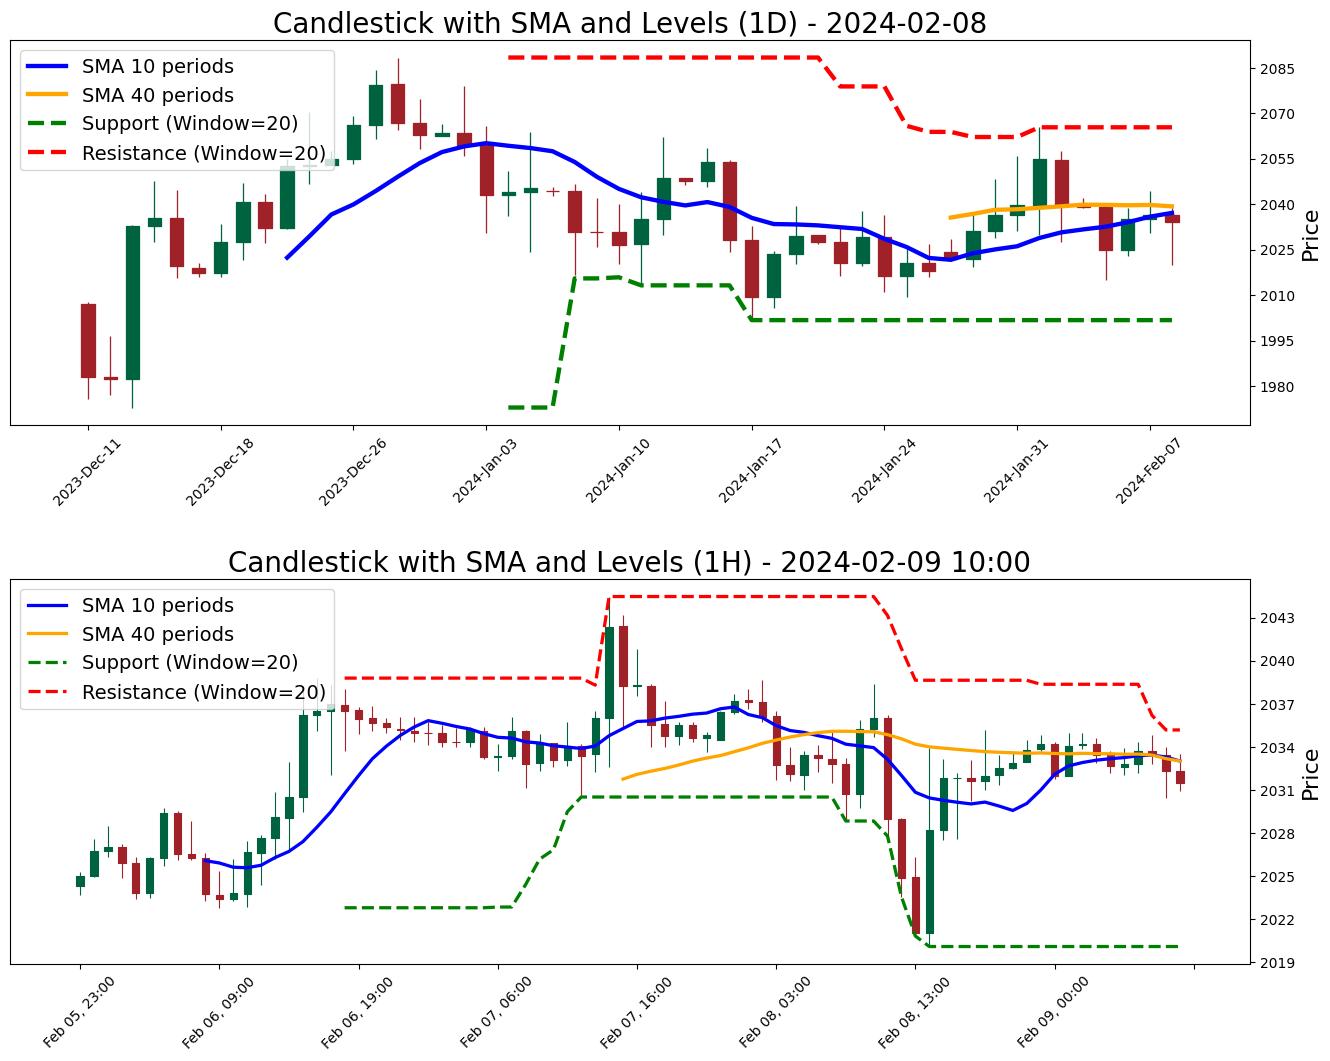 Candlestick with SMA and Levels (1D) - 2024-02-08
SMA 10 periods
SMA 40 periods
Support (Window=20)
Resistance (Window=20)
2085
2070
2055
2040
2025
2010
1995
1980
Price
2023-Dec-11
2023-Dec-18
2023-Dec-26
2024-Jan-03
2024-Jan-10
2024-Jan-17
2024-Jan-24
2024-Jan-31
2024-Feb-07
Candlestick with SMA and Levels (1H) - 2024-02-09 10:00
SMA 10 periods
SMA 40 periods
Support (Window=20)
Resistance (Window=20)
2043
2040
2037
2034
2031
2028
2025
2022
2019
Price
Feb 05, 23:00
Feb 06, 09:00
Feb 06, 19:00
Feb 07, 06:00
Feb 07, 16:00
Feb 08, 03:00
Feb 08, 13:00
Feb 09, 00:00